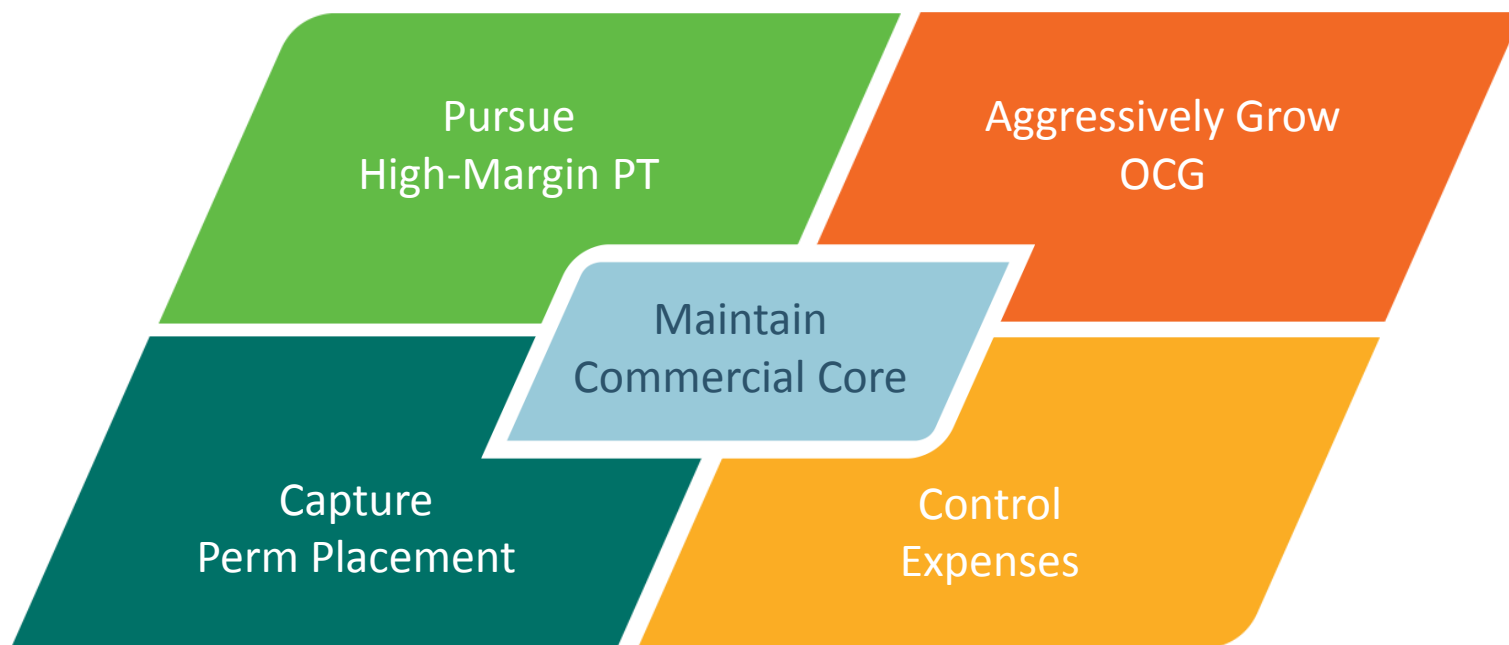 Pursue
High-Margin PT
Aggressively Grow
OCG
Maintain
Commercial Core
Capture
Perm Placement
Control
Expenses